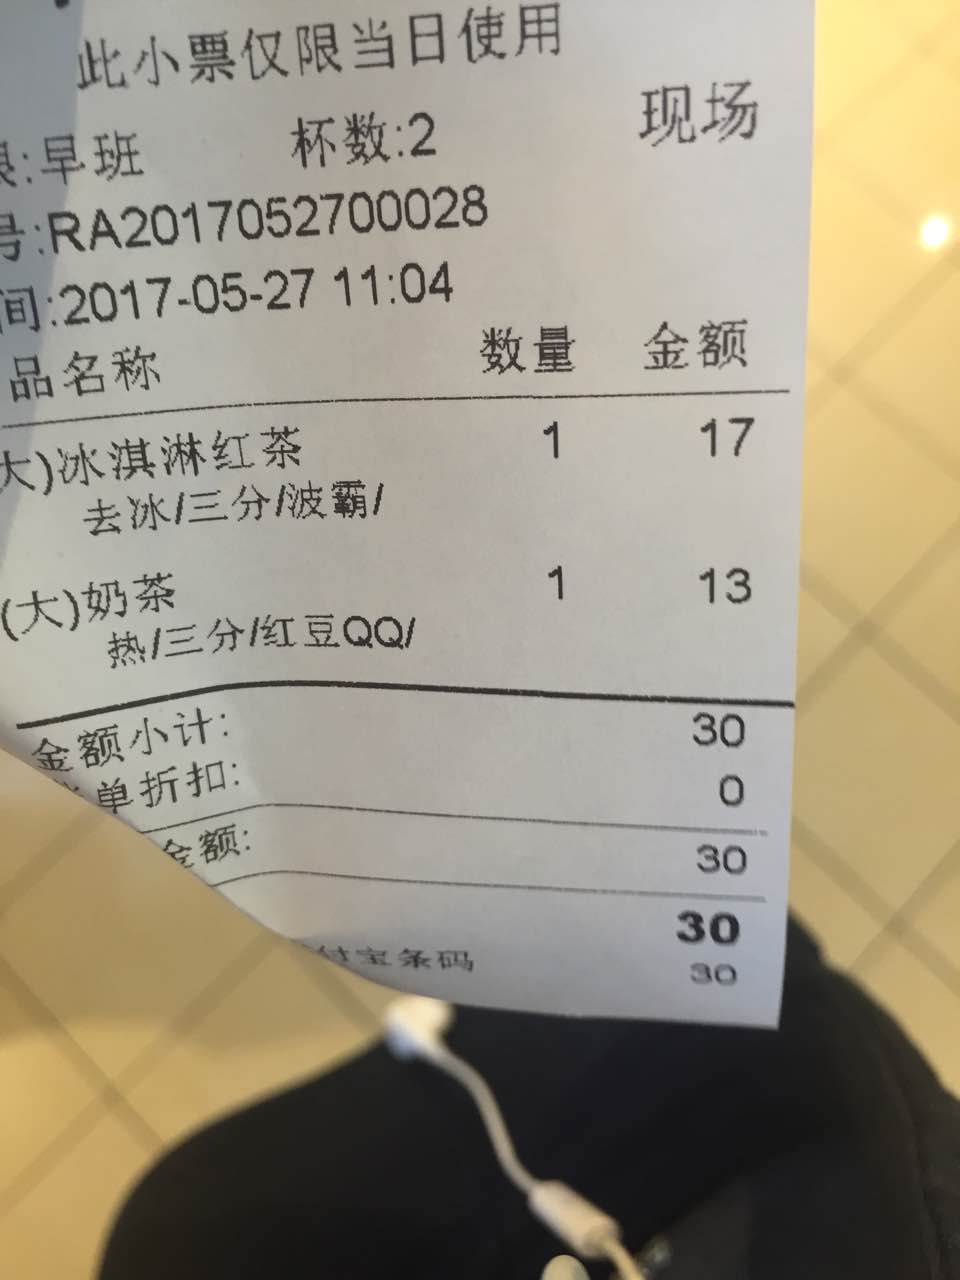 此小票仅限当日使用
:早班 杯数:2 现场
号:RA2017052700028
间:2017-05-27 11:04
品名称 数量 金额
大)冰淇淋红茶 1 17
去冰/三分/波霸/
(大)奶茶 1 13
热/三分/红豆QQ/
金额小计: 30
单折扣: 0
金额: 30
30
付宝条码 30